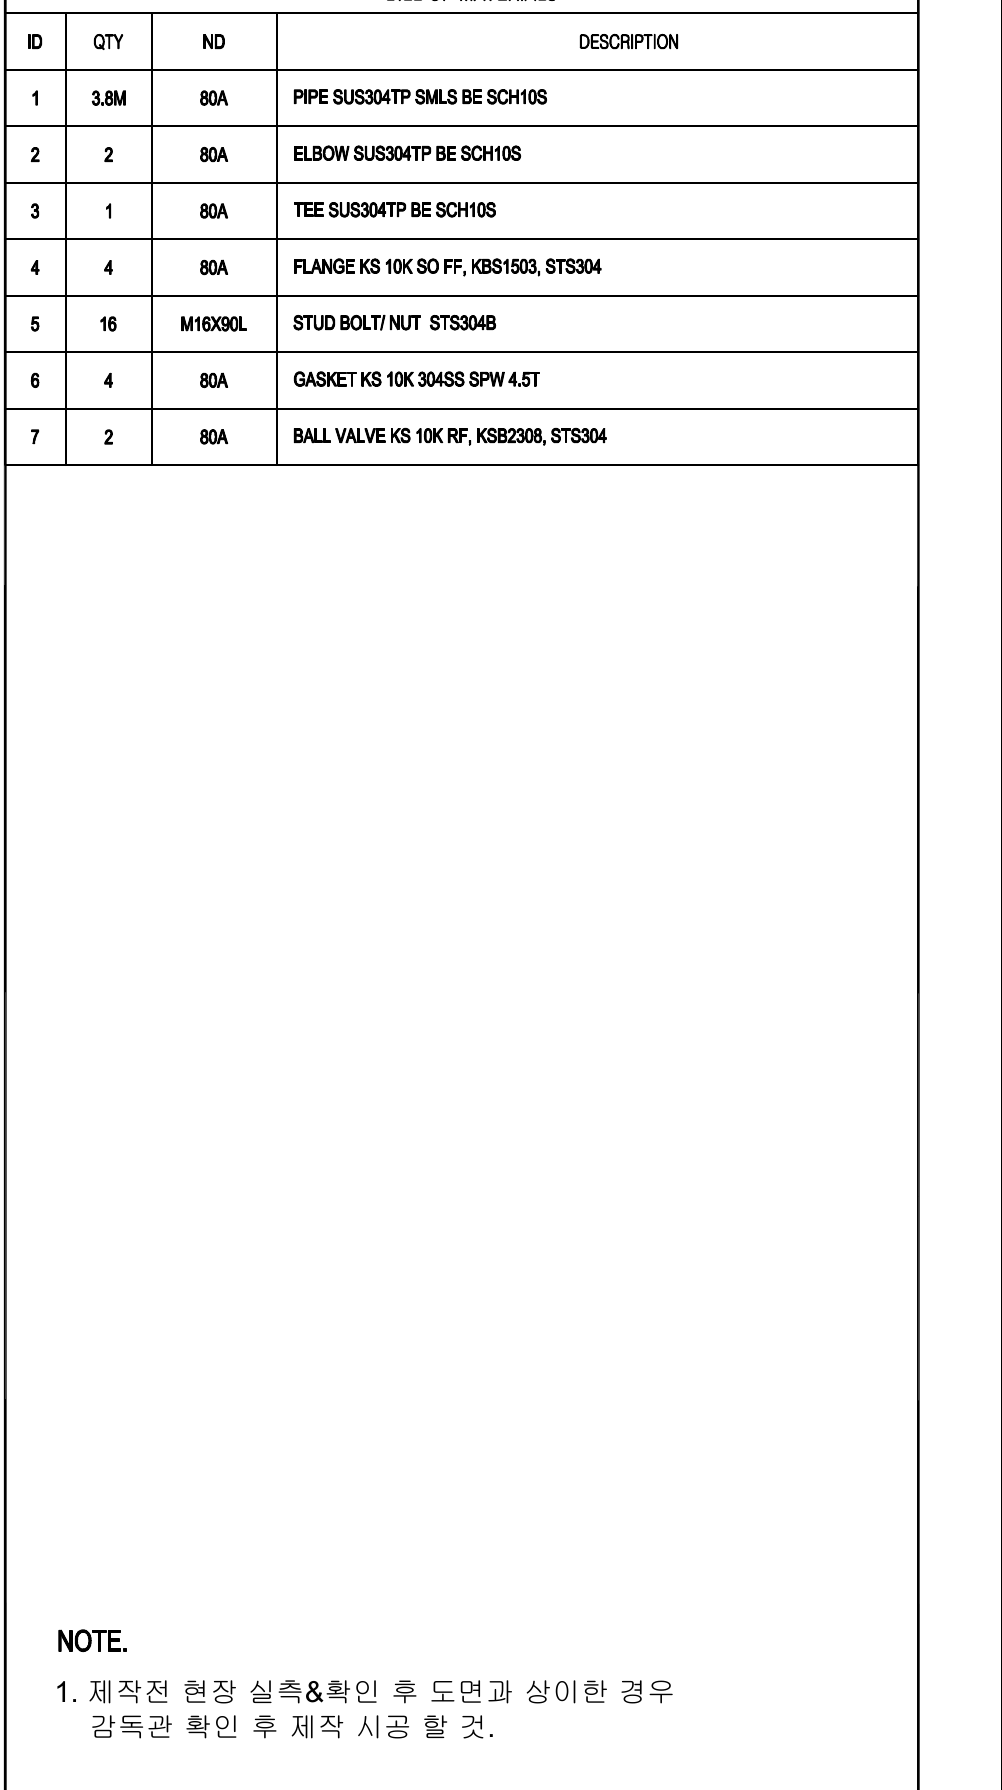 ID QTY ND DESCRIPTION
1 3.8M 80A PIPE SUS304TP SMLS BE SCH10S
2 2 80A ELBOW SUS304TP BE SCH10S
3 1 80A TEE SUS304TP BE SCH10S
4 4 80A FLANGE KS 10K SO FF, KBS1503, STS304
5 16 M16X90L STUD BOLT/ NUT STS304B
6 4 80A GASKET KS 10K 304SS SPW 4.5T
7 2 80A BALL VALVE KS 10K RF, KSB2308, STS304
NOTE.
1. 제작전 현장 실측&확인 후 도면과 상이한 경우
감독관 확인 후 제작 시공 할 것.